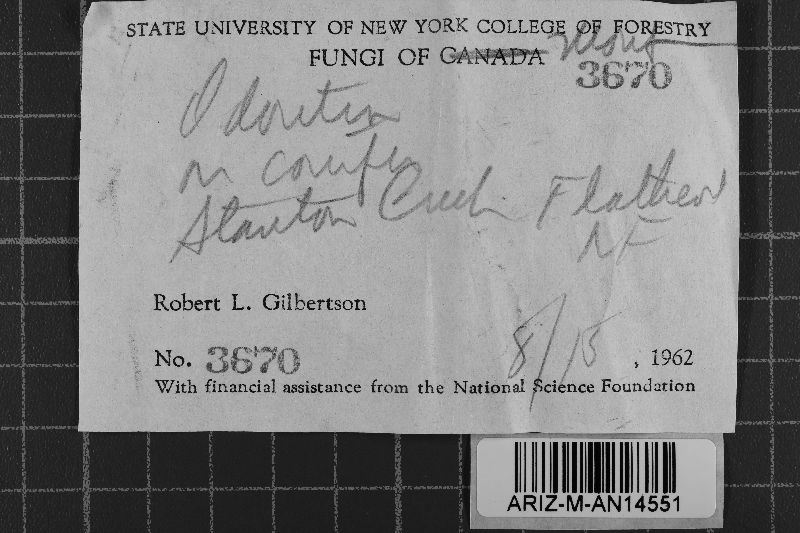 STATE UNIVERSITY OF NEW YORK COLLEGE OF FORESTRY
FUNGI OF CANADA Mont
3670
Odontia
on conifer
Stanton Creek Flathead
NF
Robert L. Gilbertson
No. 3670 8/15, 1962
With financial assistance from the National Science Foundation
ARIZ-M-AN14551